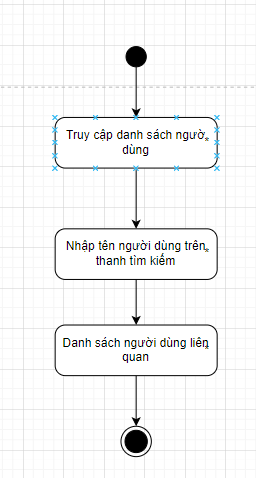 Truy cập danh sách người
dùng
Nhập tên người dùng trên
thanh tìm kiếm
Danh sách người dùng liên
quan